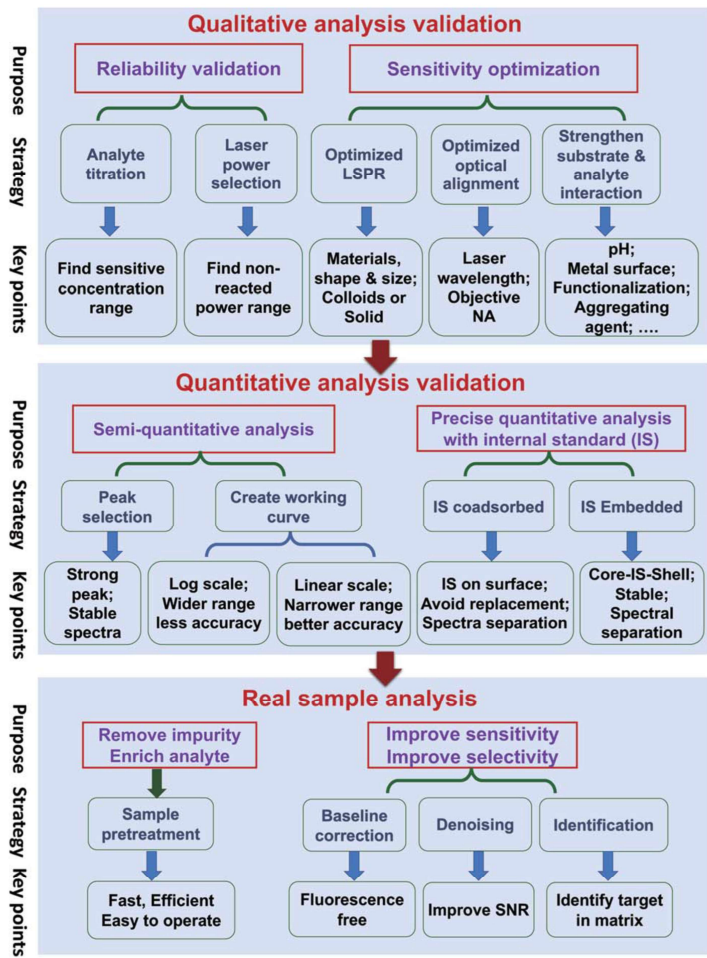 Qualitative analysis validation
Purpose
Reliability validation
Sensitivity optimization
Strategy
Analyte
titration
Laser
power
selection
Optimized
LSPR
Optimized
optical
alignment
Strengthen
substrate &
analyte
interaction
Key points
Find sensitive
concentration
range
Find non-
reacted
power range
Materials,
shape & size;
Colloids or
Solid
Laser
wavelength;
Objective
NA
pH;
Metal surface;
Functionalization;
Aggregating
agent; ....
Quantitative analysis validation
Purpose
Semi-quantitative analysis
Precise quantitative analysis
with internal standard (IS)
Strategy
Peak
selection
Create working
curve
IS coadsorbed
IS Embedded
Key points
Strong
peak;
Stable
spectra
Log scale;
Wider range
less accuracy
Linear scale;
Narrower range
better accuracy
IS on surface;
Avoid replacement;
Spectra separation
Core-IS-Shell;
Stable;
Spectral
separation
Real sample analysis
Purpose
Remove impurity
Enrich analyte
Improve sensitivity
Improve selectivity
Strategy
Sample
pretreatment
Baseline
correction
Denoising
Identification
Key points
Fast, Efficient
Easy to operate
Fluorescence
free
Improve SNR
Identify target
in matrix